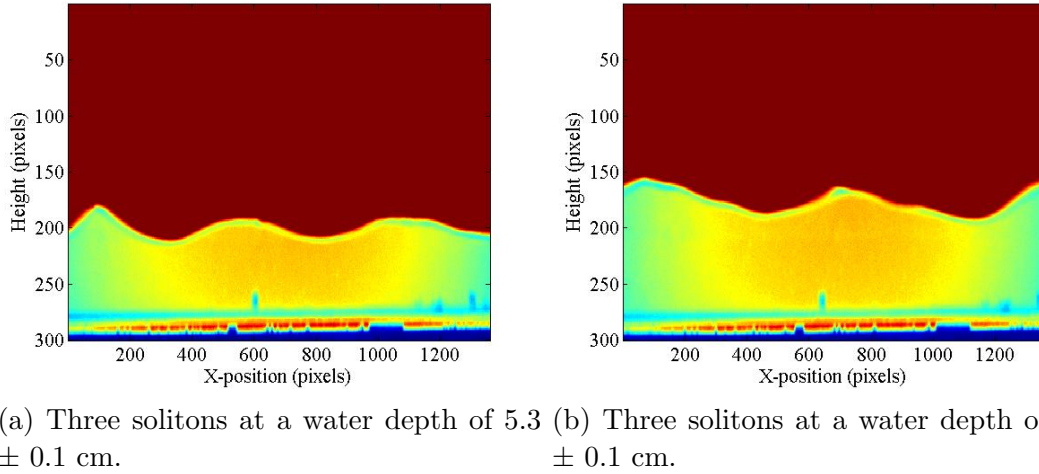 50
100
150
200
250
300
Height (pixels)
200 400 600 800 1000 1200
X-position (pixels)
50
100
150
200
250
300
Height (pixels)
200 400 600 800 1000 1200
X-position (pixels)
(a) Three solitons at a water depth of 5.3
± 0.1 cm.
(b) Three solitons at a water depth
± 0.1 cm.